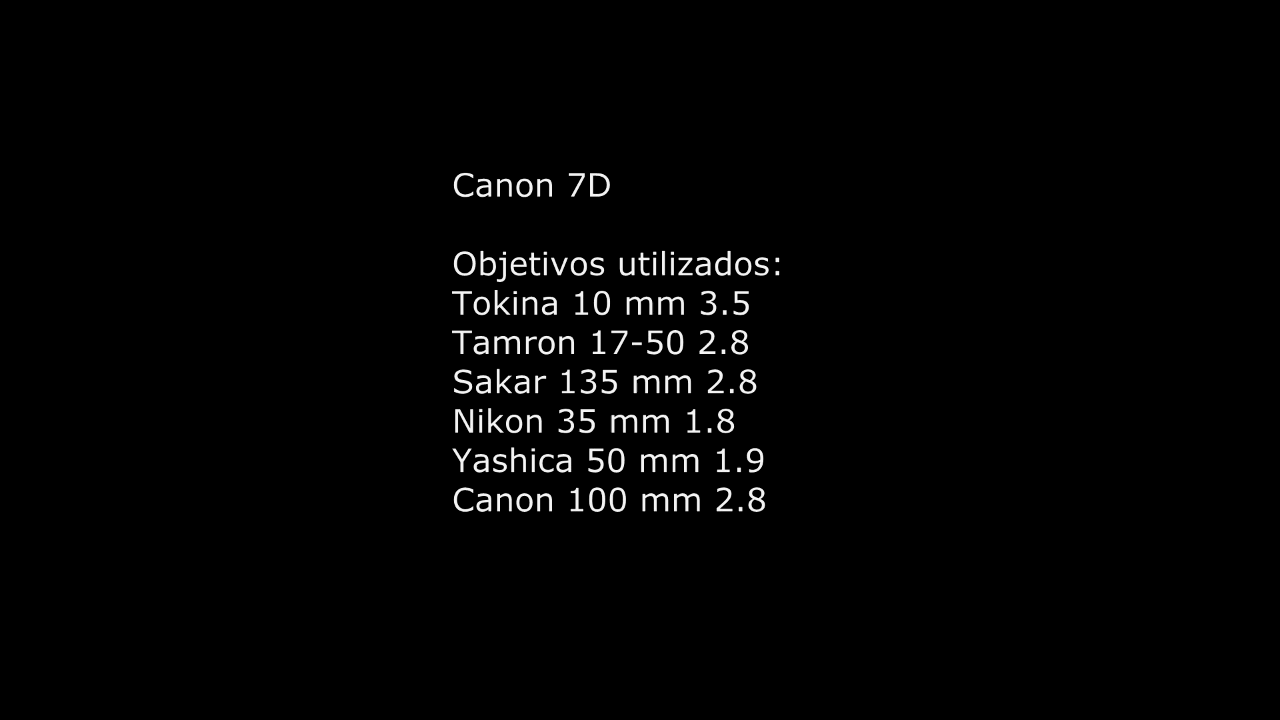 Canon 7D
Objetivos utilizados:
Tokina 10 mm 3.5
Tamron 17-50 2.8
Sakar 135 mm 2.8
Nikon 35 mm 1.8
Yashica 50 mm 1.9
Canon 100 mm 2.8